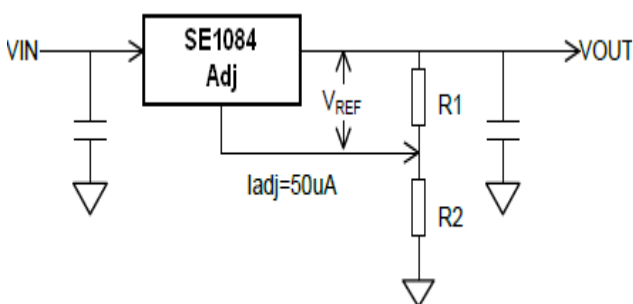 SE1084
Adj
VIN
VOUT
VREF
R1
Iadj=50uA
R2